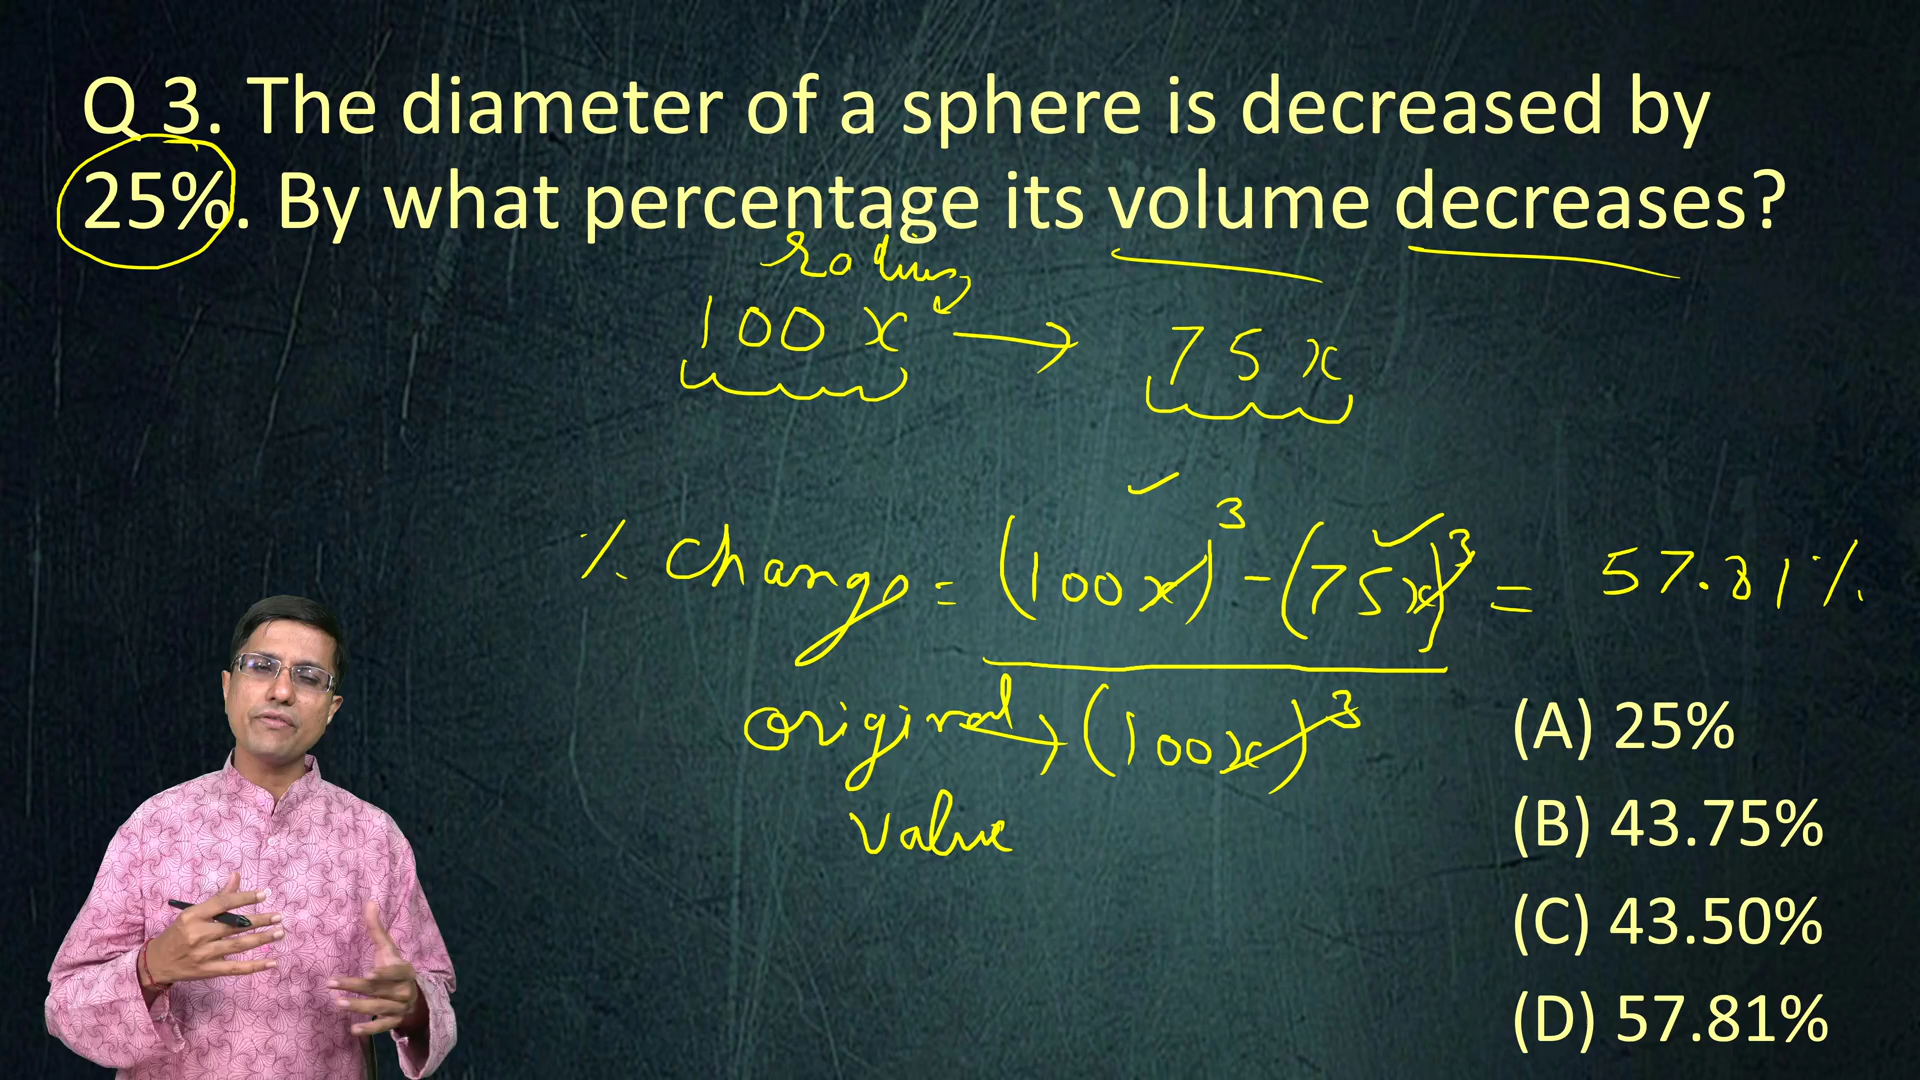 Q 3. The diameter of a sphere is decreased by
25%. By what percentage its volume decreases?
radius
100 x → 75 x
% Change = (100x)³ - (75x)³ = 57.81%
original → (100x)³
value
(A) 25%
(B) 43.75%
(C) 43.50%
(D) 57.81%